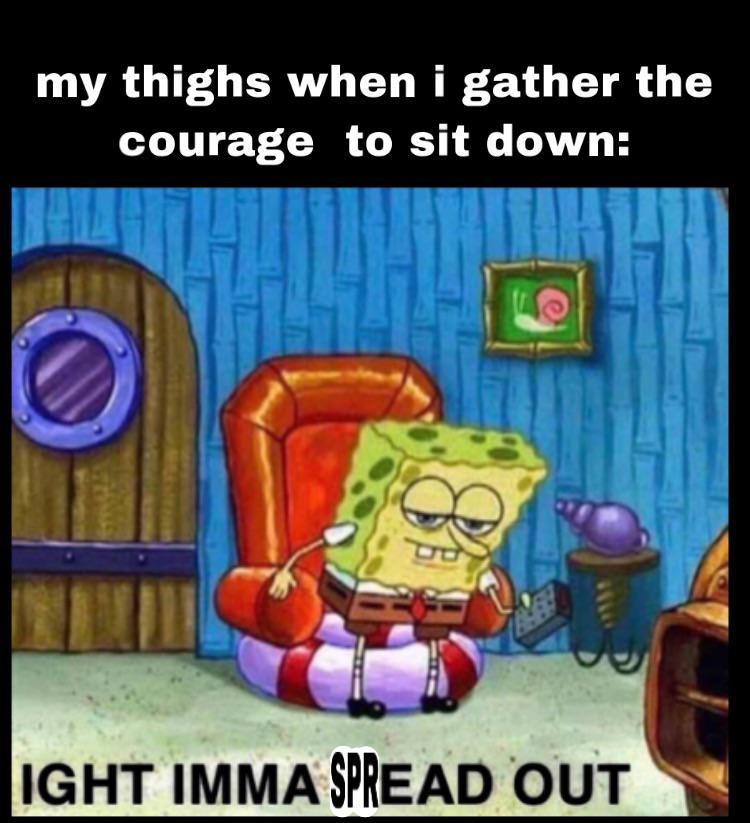 my thighs when i gather the
courage to sit down:
IGHT IMMA SPREAD OUT